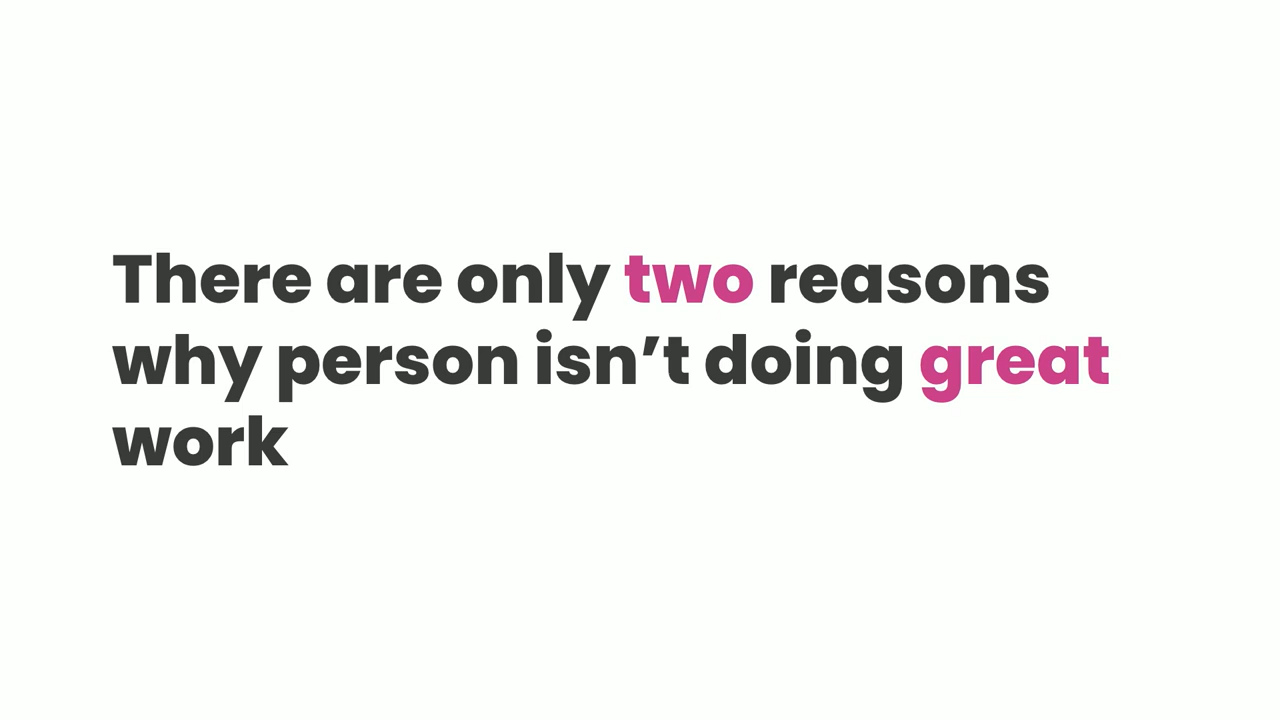 There are only two reasons
why person isn’t doing great
work